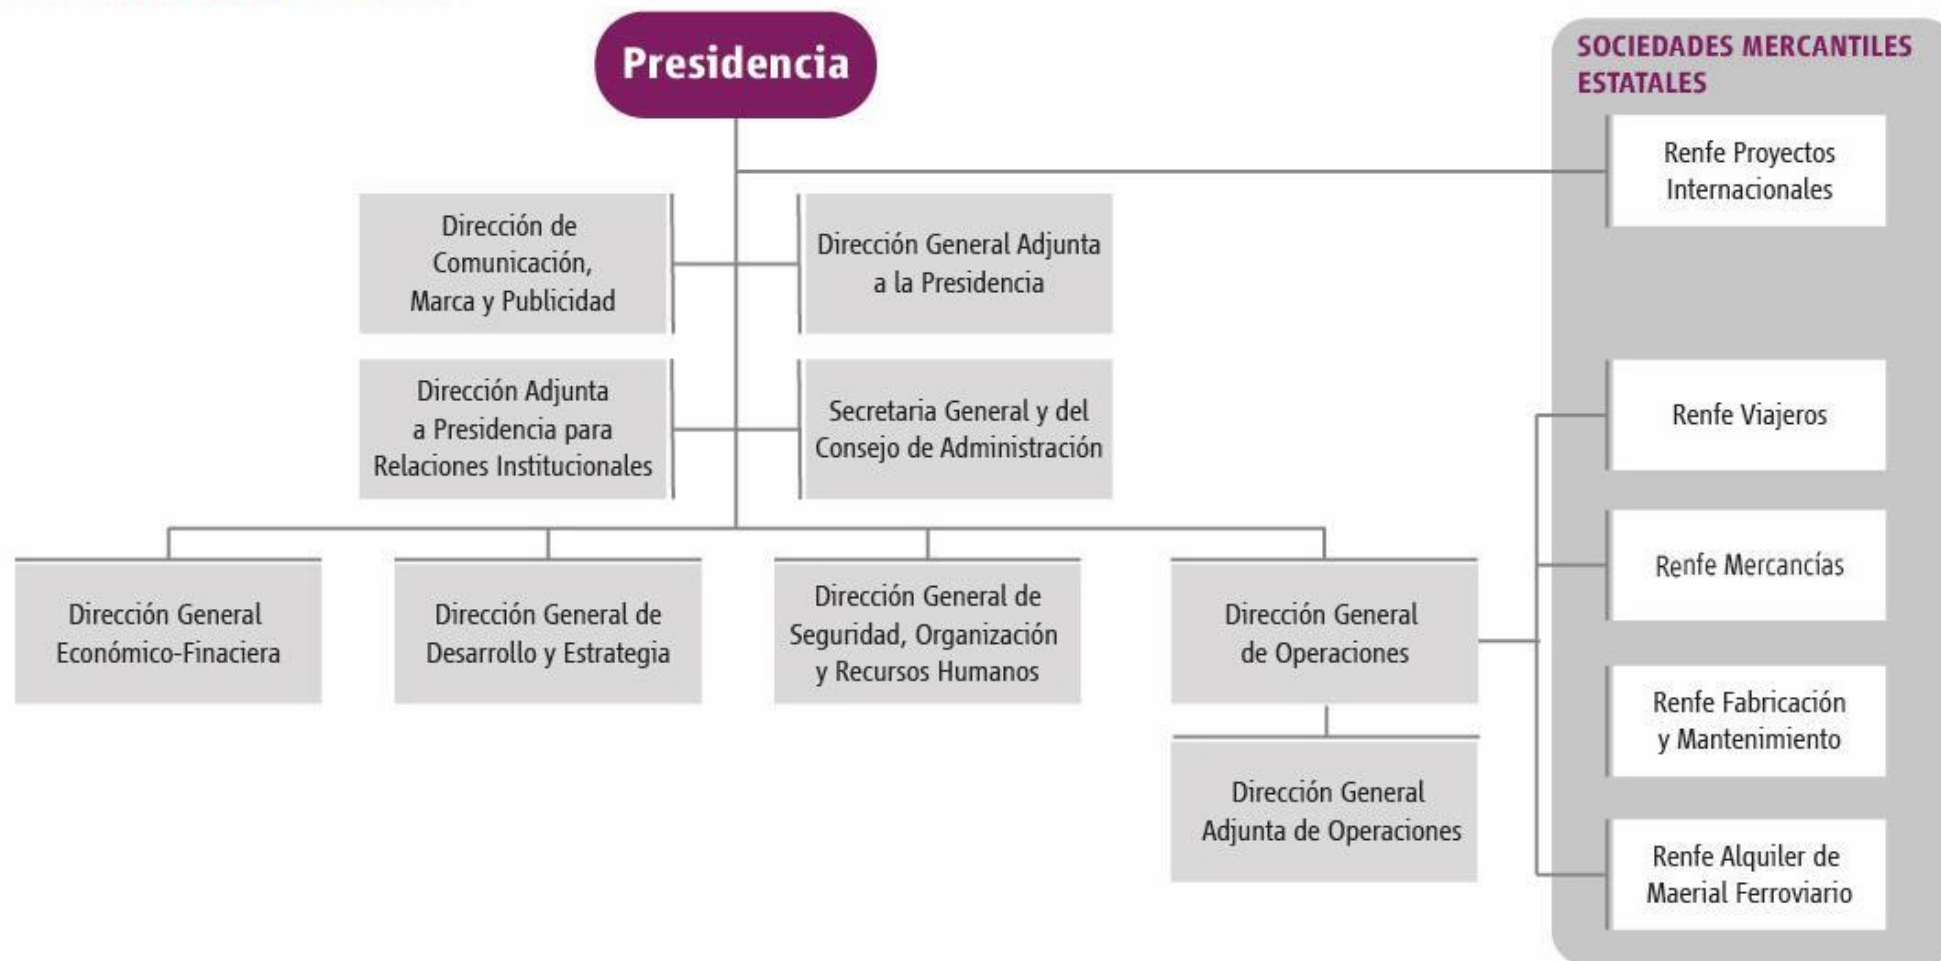 Presidencia
SOCIEDADES MERCANTILES
ESTATALES
Renfe Proyectos
Internacionales
Dirección de
Comunicación,
Marca y Publicidad
Dirección General Adjunta
a la Presidencia
Dirección Adjunta
a Presidencia para
Relaciones Institucionales
Secretaria General y del
Consejo de Administración
Renfe Viajeros
Renfe Mercancías
Dirección General
Económico-Finaciera
Dirección General de
Desarrollo y Estrategia
Dirección General de
Seguridad, Organización
y Recursos Humanos
Dirección General
de Operaciones
Renfe Fabricación
y Mantenimiento
Dirección General
Adjunta de Operaciones
Renfe Alquiler de
Maerial Ferroviario